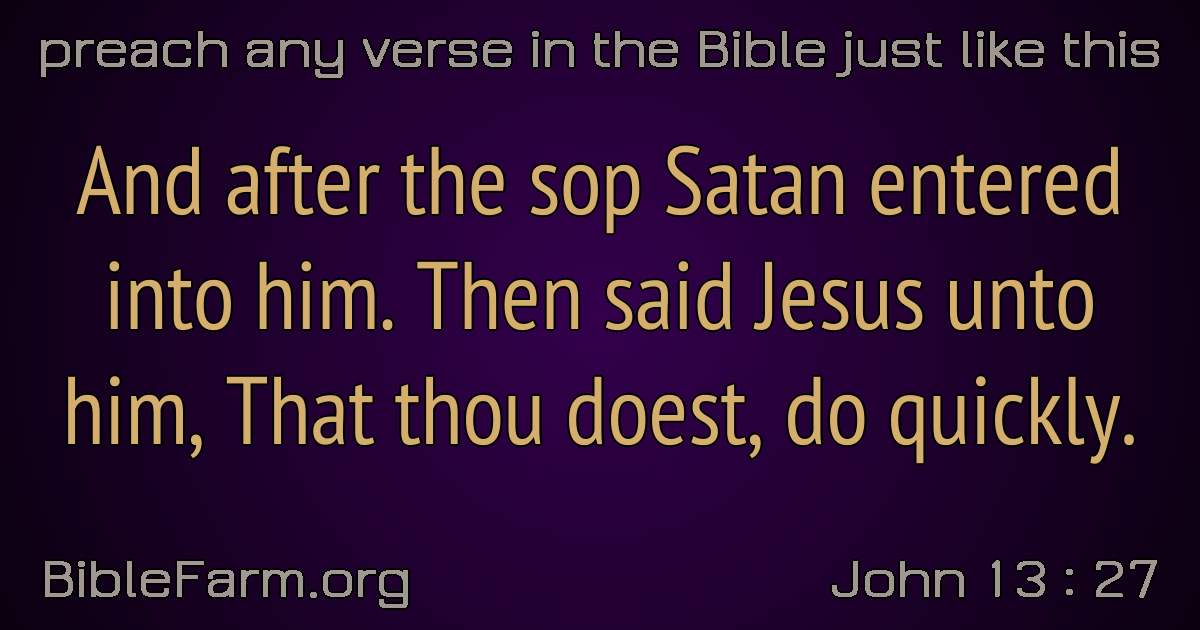 preach any verse in the Bible just like this
And after the sop Satan entered
into him. Then said Jesus unto
him, That thou doest, do quickly.
BibleFarm.org
John 13 : 27